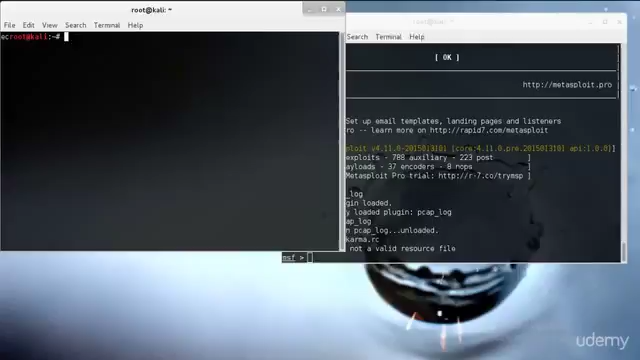 root@kali: ~
File Edit View Search Terminal Help
ecroot@kali:~#
root@kali: ~
Search Terminal Help
[ OK ]
http://metasploit.pro
Set up email templates, landing pages and listeners
ro -- learn more on http://rapid7.com/metasploit
exploits - 788 auxiliary - 223 post ]
ayloads - 37 encoders - 8 nops ]
Metasploit Pro trial: http://r-7.co/trymsp ]
_log
gin loaded.
y loaded plugin: pcap_log
ap_log
n pcap_log...unloaded.
karma.rc
not a valid resource file
msf >
udemy